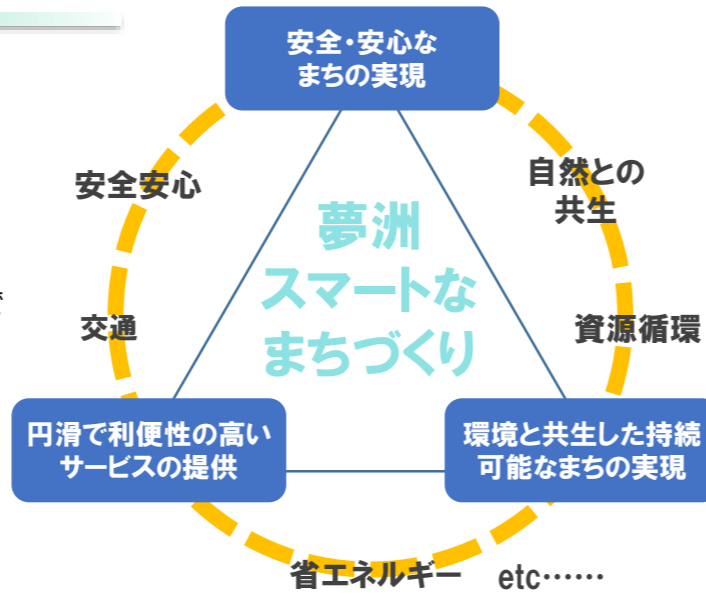 安全・安心な
まちの実現
安全安心
自然との
共生
夢洲
スマートな
まちづくり
交通
資源循環
円滑で利便性の高い
サービスの提供
環境と共生した持続
可能なまちの実現
省エネルギー
etc……